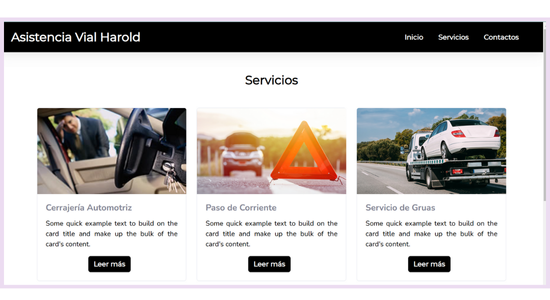 Asistencia Vial Harold
Inicio Servicios Contactos
Servicios
Cerrajería Automotriz
Some quick example text to build on the
card title and make up the bulk of the
card's content.
Leer más
Paso de Corriente
Some quick example text to build on the
card title and make up the bulk of the
card's content.
Leer más
Servicio de Gruas
Some quick example text to build on the
card title and make up the bulk of the
card's content.
Leer más